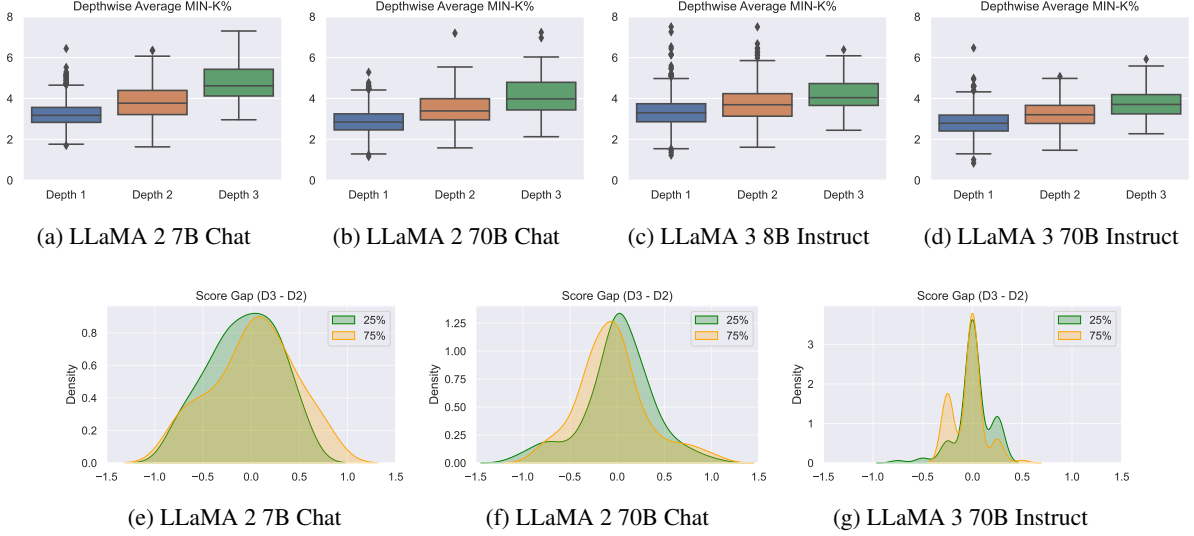 Depthwise Average MIN-K%
8
6
4
2
0
Depth 1 Depth 2 Depth 3
(a) LLaMA 2 7B Chat
Depthwise Average MIN-K%
8
6
4
2
0
Depth 1 Depth 2 Depth 3
(b) LLaMA 2 70B Chat
Depthwise Average MIN-K%
8
6
4
2
0
Depth 1 Depth 2 Depth 3
(c) LLaMA 3 8B Instruct
Depthwise Average MIN-K%
8
6
4
2
0
Depth 1 Depth 2 Depth 3
(d) LLaMA 3 70B Instruct
Score Gap (D3 - D2)
25%
75%
Density
0.8
0.6
0.4
0.2
0.0
−1.5 −1.0 −0.5 0.0 0.5 1.0 1.5
(e) LLaMA 2 7B Chat
Score Gap (D3 - D2)
25%
75%
Density
1.25
1.00
0.75
0.50
0.25
0.00
−1.5 −1.0 −0.5 0.0 0.5 1.0 1.5
(f) LLaMA 2 70B Chat
Score Gap (D3 - D2)
25%
75%
Density
3
2
1
0
−1.5 −1.0 −0.5 0.0 0.5 1.0 1.5
(g) LLaMA 3 70B Instruct